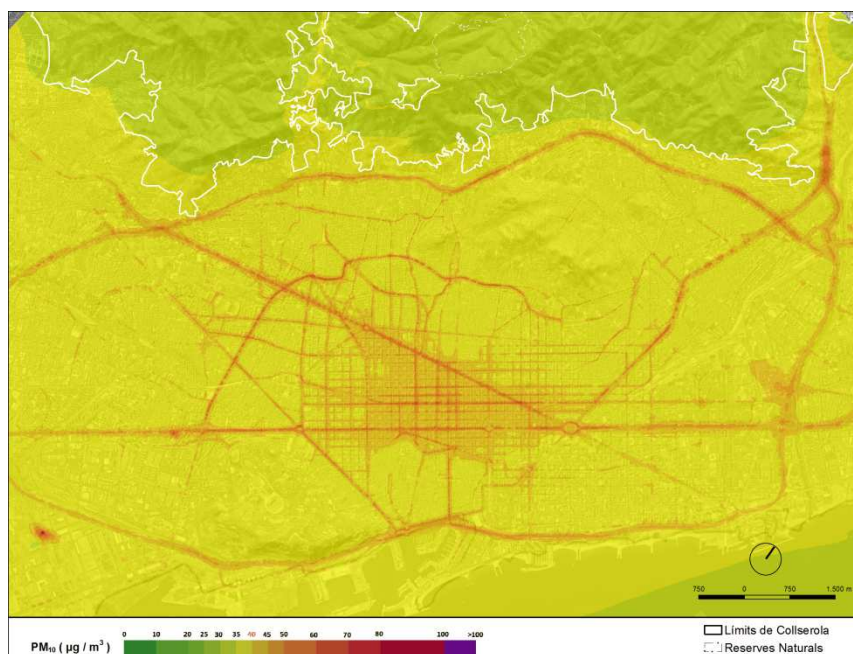 750 0 750 1.500 m
0 10 20 25 30 35 40 45 50 60 70 80 100 >100
PM₁₀ ( µg / m³ )
Límits de Collserola
Reserves Naturals